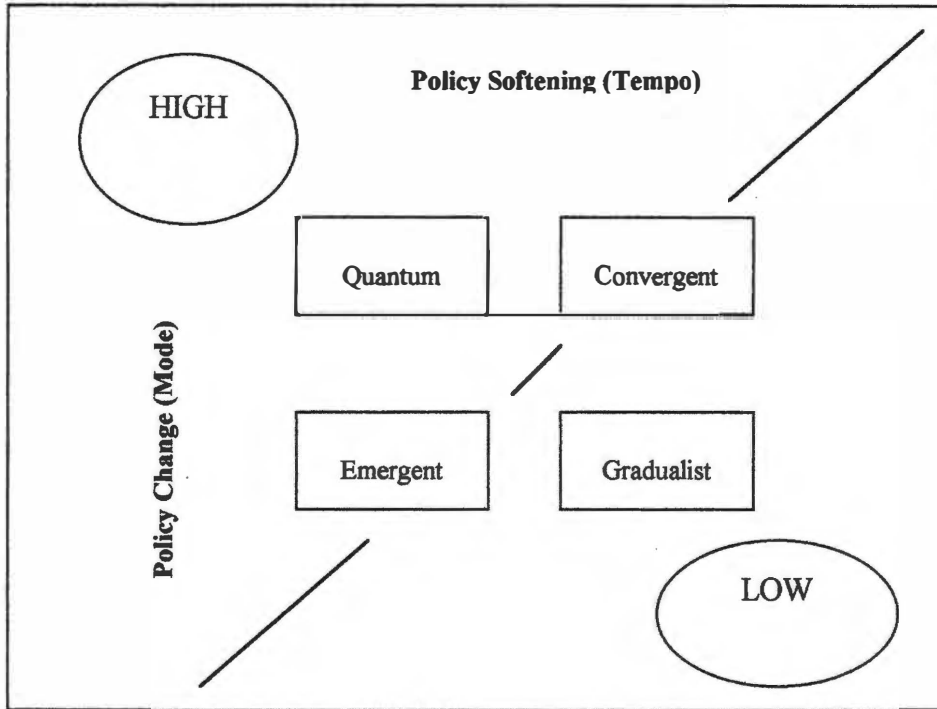 Policy Softening (Tempo)
HIGH
Quantum
Convergent
Policy Change (Mode)
Emergent
Gradualist
LOW